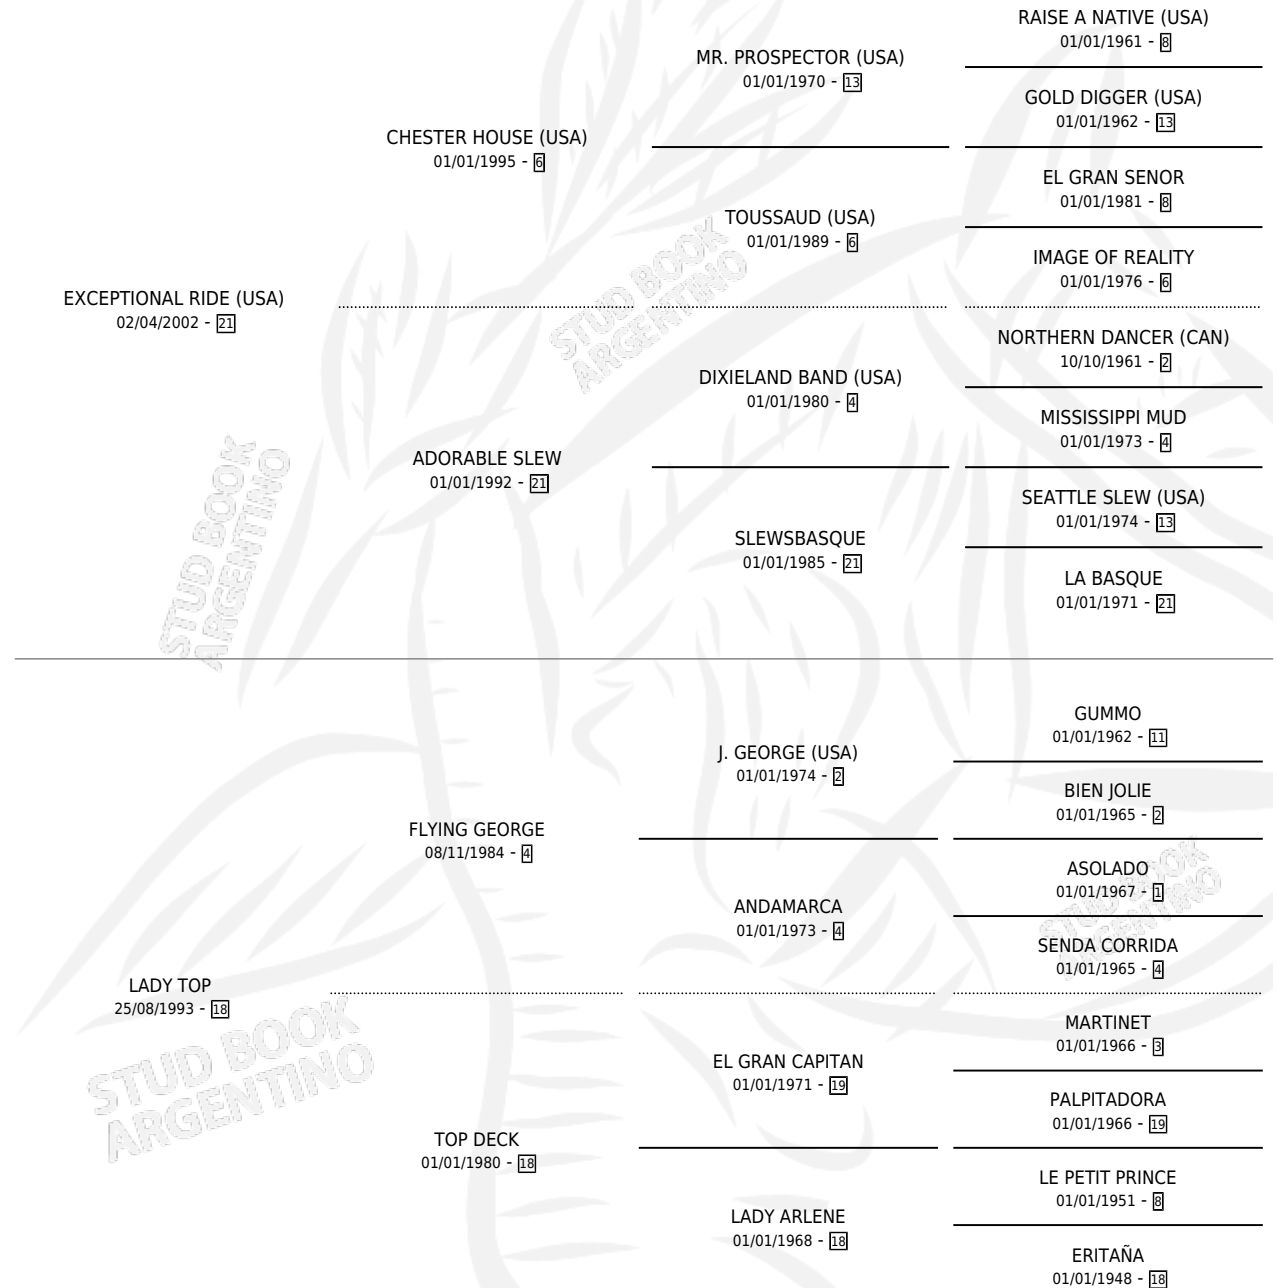 RAISE A NATIVE (USA)
01/01/1961 - 8
MR. PROSPECTOR (USA)
01/01/1970 - 13
GOLD DIGGER (USA)
01/01/1962 - 13
CHESTER HOUSE (USA)
01/01/1995 - 6
EL GRAN SENOR
01/01/1981 - 8
TOUSSAUD (USA)
01/01/1989 - 6
IMAGE OF REALITY
01/01/1976 - 6
EXCEPTIONAL RIDE (USA)
02/04/2002 - 21
NORTHERN DANCER (CAN)
10/10/1961 - 2
DIXIELAND BAND (USA)
01/01/1980 - 4
MISSISSIPPI MUD
01/01/1973 - 4
ADORABLE SLEW
01/01/1992 - 21
SEATTLE SLEW (USA)
01/01/1974 - 13
SLEWSBASQUE
01/01/1985 - 21
LA BASQUE
01/01/1971 - 21
GUMMO
01/01/1962 - 11
J. GEORGE (USA)
01/01/1974 - 2
BIEN JOLIE
01/01/1965 - 2
FLYING GEORGE
08/11/1984 - 4
ASOLADO
01/01/1967 - 1
ANDAMARCA
01/01/1973 - 4
SENDA CORRIDA
01/01/1965 - 4
LADY TOP
25/08/1993 - 18
MARTINET
01/01/1966 - 3
EL GRAN CAPITAN
01/01/1971 - 19
PALPITADORA
01/01/1966 - 19
TOP DECK
01/01/1980 - 18
LE PETIT PRINCE
01/01/1951 - 8
LADY ARLENE
01/01/1968 - 18
ERITAÑA
01/01/1948 - 18
STUD BOOK
ARGENTINO
STUD BOOK
ARGENTINO
STUD BOOK
ARGENTINO
STUD BOOK
ARGENTINO